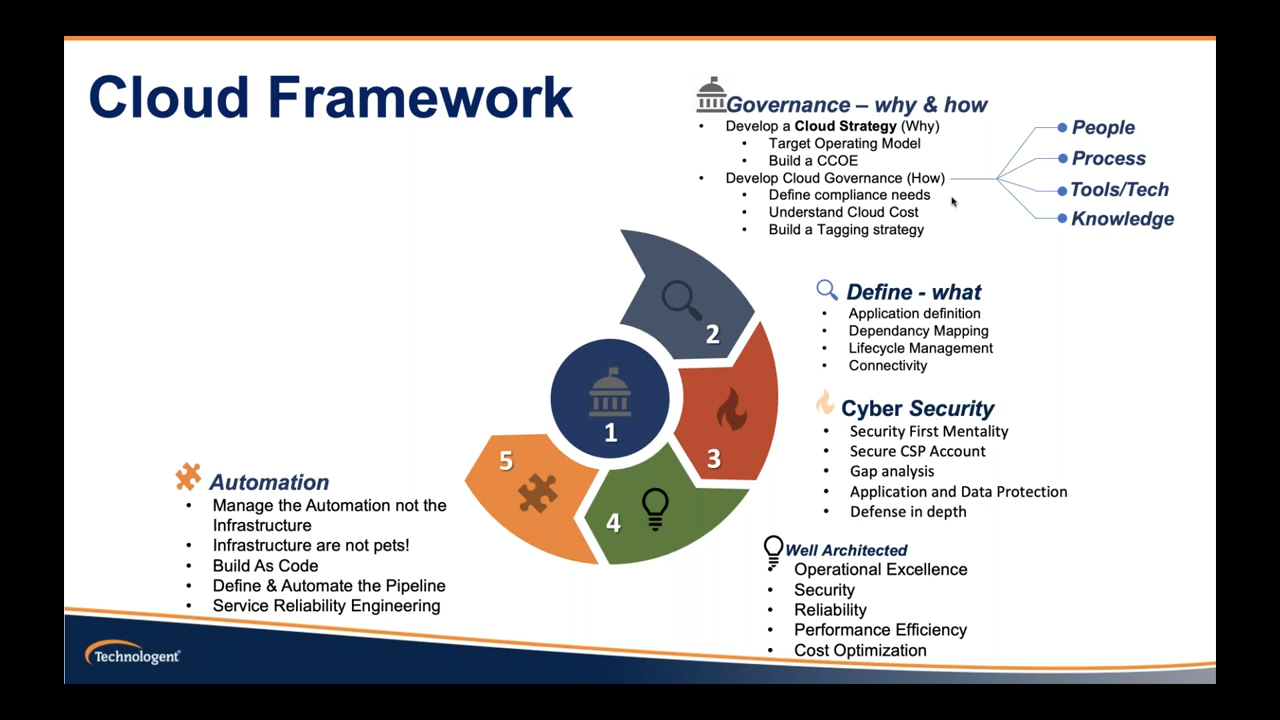 Cloud Framework
Governance – why & how
• Develop a Cloud Strategy (Why)
• Target Operating Model
• Build a CCOE
• Develop Cloud Governance (How)
• Define compliance needs
• Understand Cloud Cost
• Build a Tagging strategy
People
Process
Tools/Tech
Knowledge
Define - what
• Application definition
• Dependancy Mapping
• Lifecycle Management
• Connectivity
Cyber Security
• Security First Mentality
• Secure CSP Account
• Gap analysis
• Application and Data Protection
• Defense in depth
Well Architected
• Operational Excellence
• Security
• Reliability
• Performance Efficiency
• Cost Optimization
Automation
• Manage the Automation not the
Infrastructure
• Infrastructure are not pets!
• Build As Code
• Define & Automate the Pipeline
• Service Reliability Engineering
1
2
3
4
5
Technologent